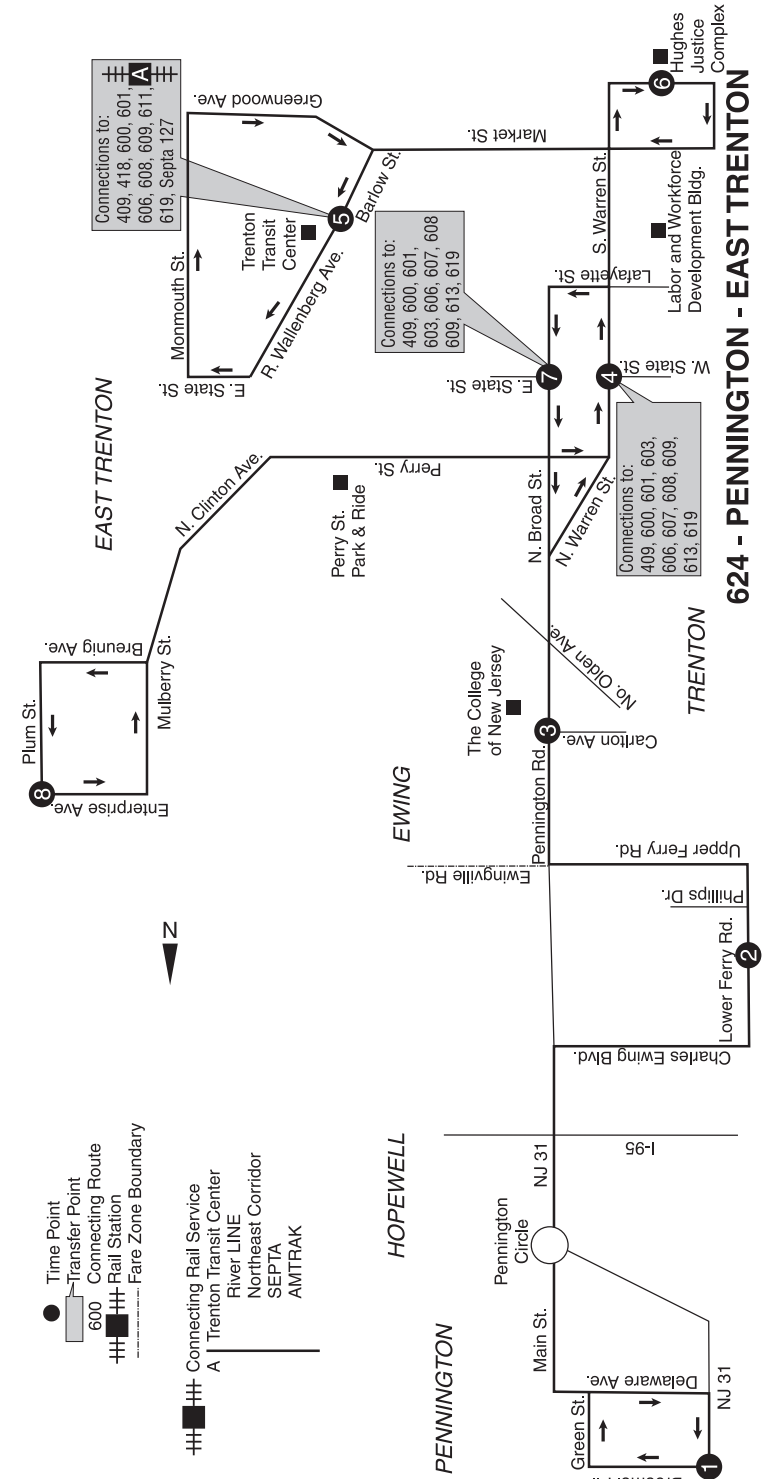 624 - PENNINGTON - EAST TRENTON
Time Point
Transfer Point
600 Connecting Route
Rail Station
Fare Zone Boundary
Connecting Rail Service
A Trenton Transit Center
River LINE
Northeast Corridor
SEPTA
AMTRAK
N
PENNINGTON
HOPEWELL
EWING
TRENTON
EAST TRENTON
1
Green St.
Delaware Ave.
NJ 31
Main St.
Pennington
Circle
NJ 31
I-95
Charles Ewing Blvd.
Lower Ferry Rd.
2
Phillips Dr.
Upper Ferry Rd.
Ewingville Rd.
Pennington Rd.
3
Carlton Ave.
The College
of New Jersey
No. Olden Ave.
N. Broad St.
N. Warren St.
4
W. State St.
Connections to:
409, 600, 601, 603,
606, 607, 608, 609,
613, 619
7
E. State St.
Connections to:
409, 600, 601,
603, 606, 607, 608
609, 613, 619
Lafayette St.
S. Warren St.
Labor and Workforce
Development Bldg.
6
Hughes
Justice
Complex
Market St.
Barlow St.
5
Trenton
Transit
Center
R. Wallenberg Ave.
E. State St.
Monmouth St.
Greenwood Ave.
Connections to:
409, 418, 600, 601,
606, 608, 609, 611,
619, Septa 127
A
Perry St.
Perry St.
Park & Ride
N. Clinton Ave.
Mulberry St.
Breunig Ave.
Plum St.
8
Enterprise Ave.